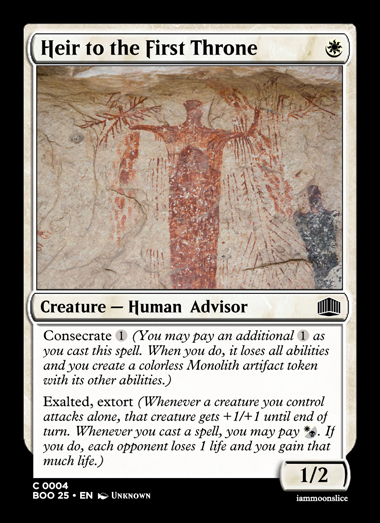 Heir to the First Throne
Creature — Human Advisor
Consecrate 1 (You may pay an additional 1 as
you cast this spell. When you do, it loses all abilities
and you create a colorless Monolith artifact token
with its other abilities.)
Exalted, extort (Whenever a creature you control
attacks alone, that creature gets +1/+1 until end of
turn. Whenever you cast a spell, you may pay . If
you do, each opponent loses 1 life and you gain that
much life.)
1/2
C 0004
BOO 25 • EN Unknown
iammoonslice